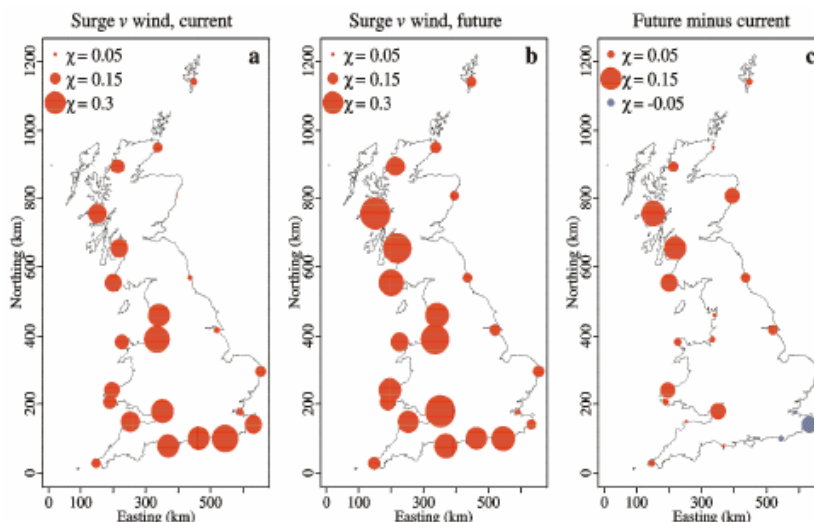 Surge v wind, current
Surge v wind, future
Future minus current
a
χ = 0.05
χ = 0.15
χ = 0.3
b
χ = 0.05
χ = 0.15
χ = 0.3
c
χ = 0.05
χ = 0.15
χ = -0.05
Northing (km)
0 200 400 600 800 1000 1200
Northing (km)
0 200 400 600 800 1000 1200
Northing (km)
0 200 400 600 800 1000 1200
0 100 300 500
0 100 300 500
0 100 300 500
Easting (km)
Easting (km)
Easting (km)